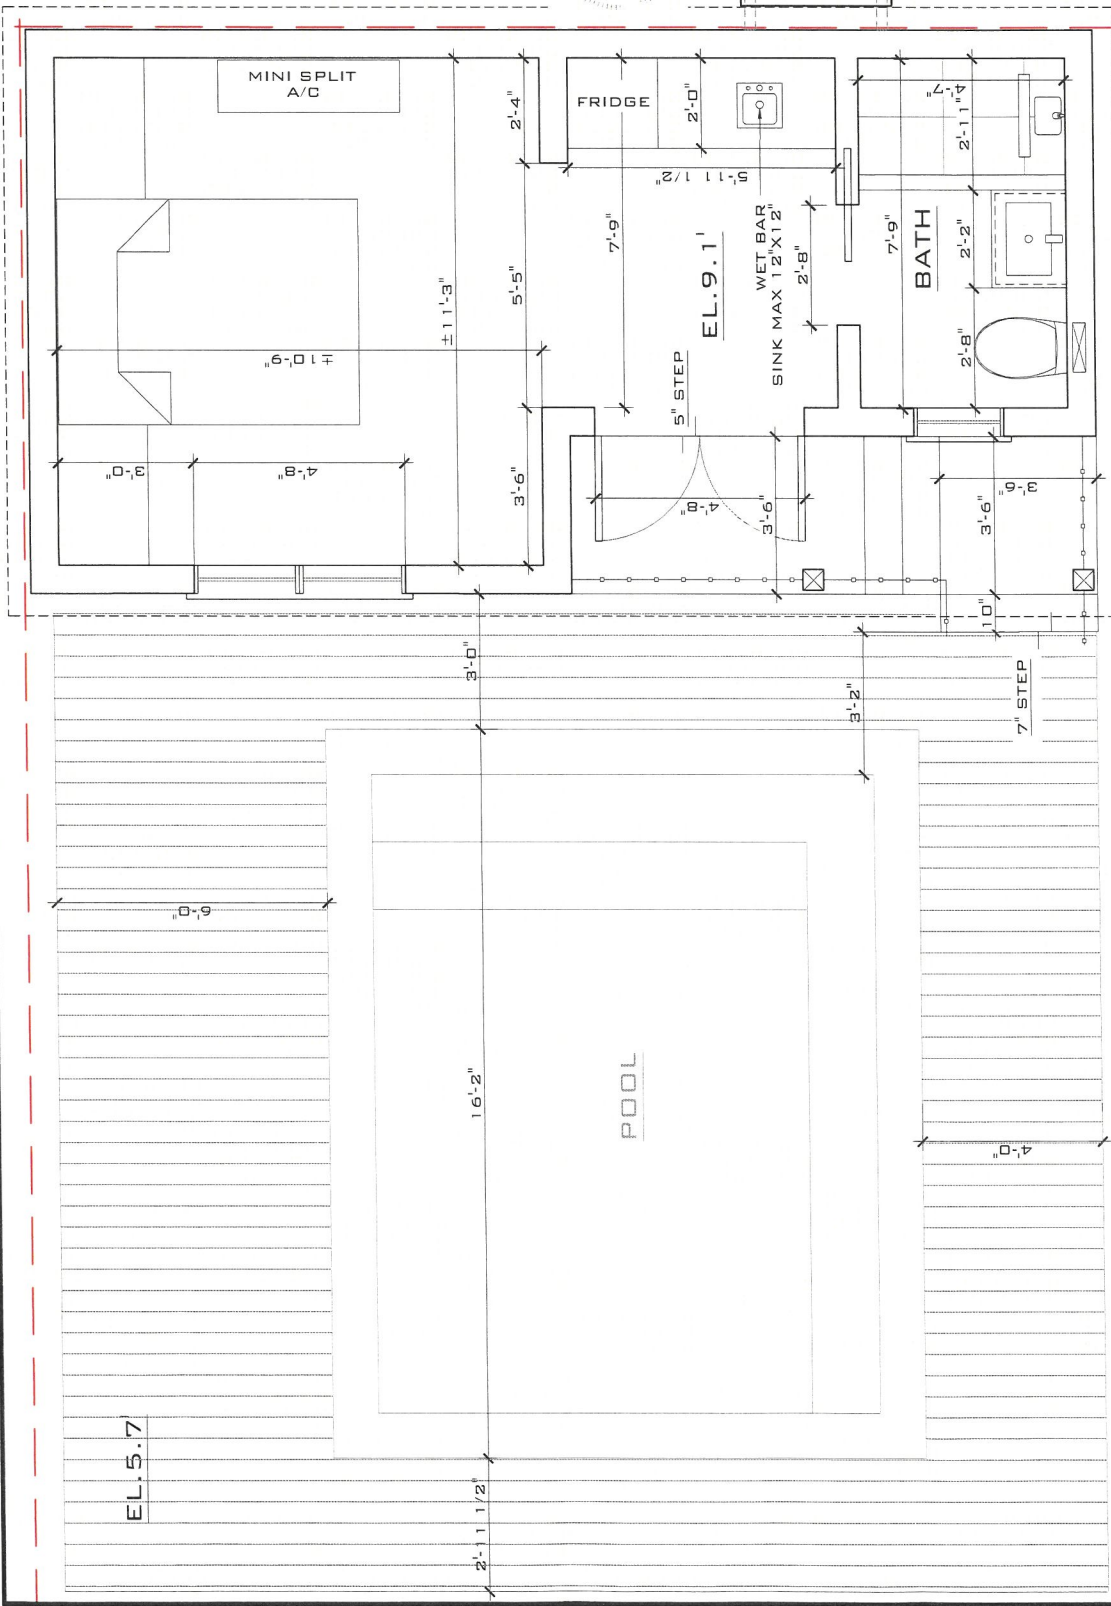 MINI SPLIT
A/C
FRIDGE
2'-4"
2'-0"
4'-7"
2'-11"
5'-11 1/2"
7'-9"
EL.9.1'
WET BAR
SINK MAX 12"X12"
2'-8"
7'-9"
BATH
2'-2"
2'-8"
±11'-3"
5'-5"
±10'-9"
5" STEP
3'-0"
4'-8"
3'-6"
4'-8"
3'-6"
3'-6"
3'-6"
10"
3'-0"
3'-2"
7" STEP
6'-0"
16'-2"
POOL
4'-0"
EL.5.7'
2'-11 1/2"